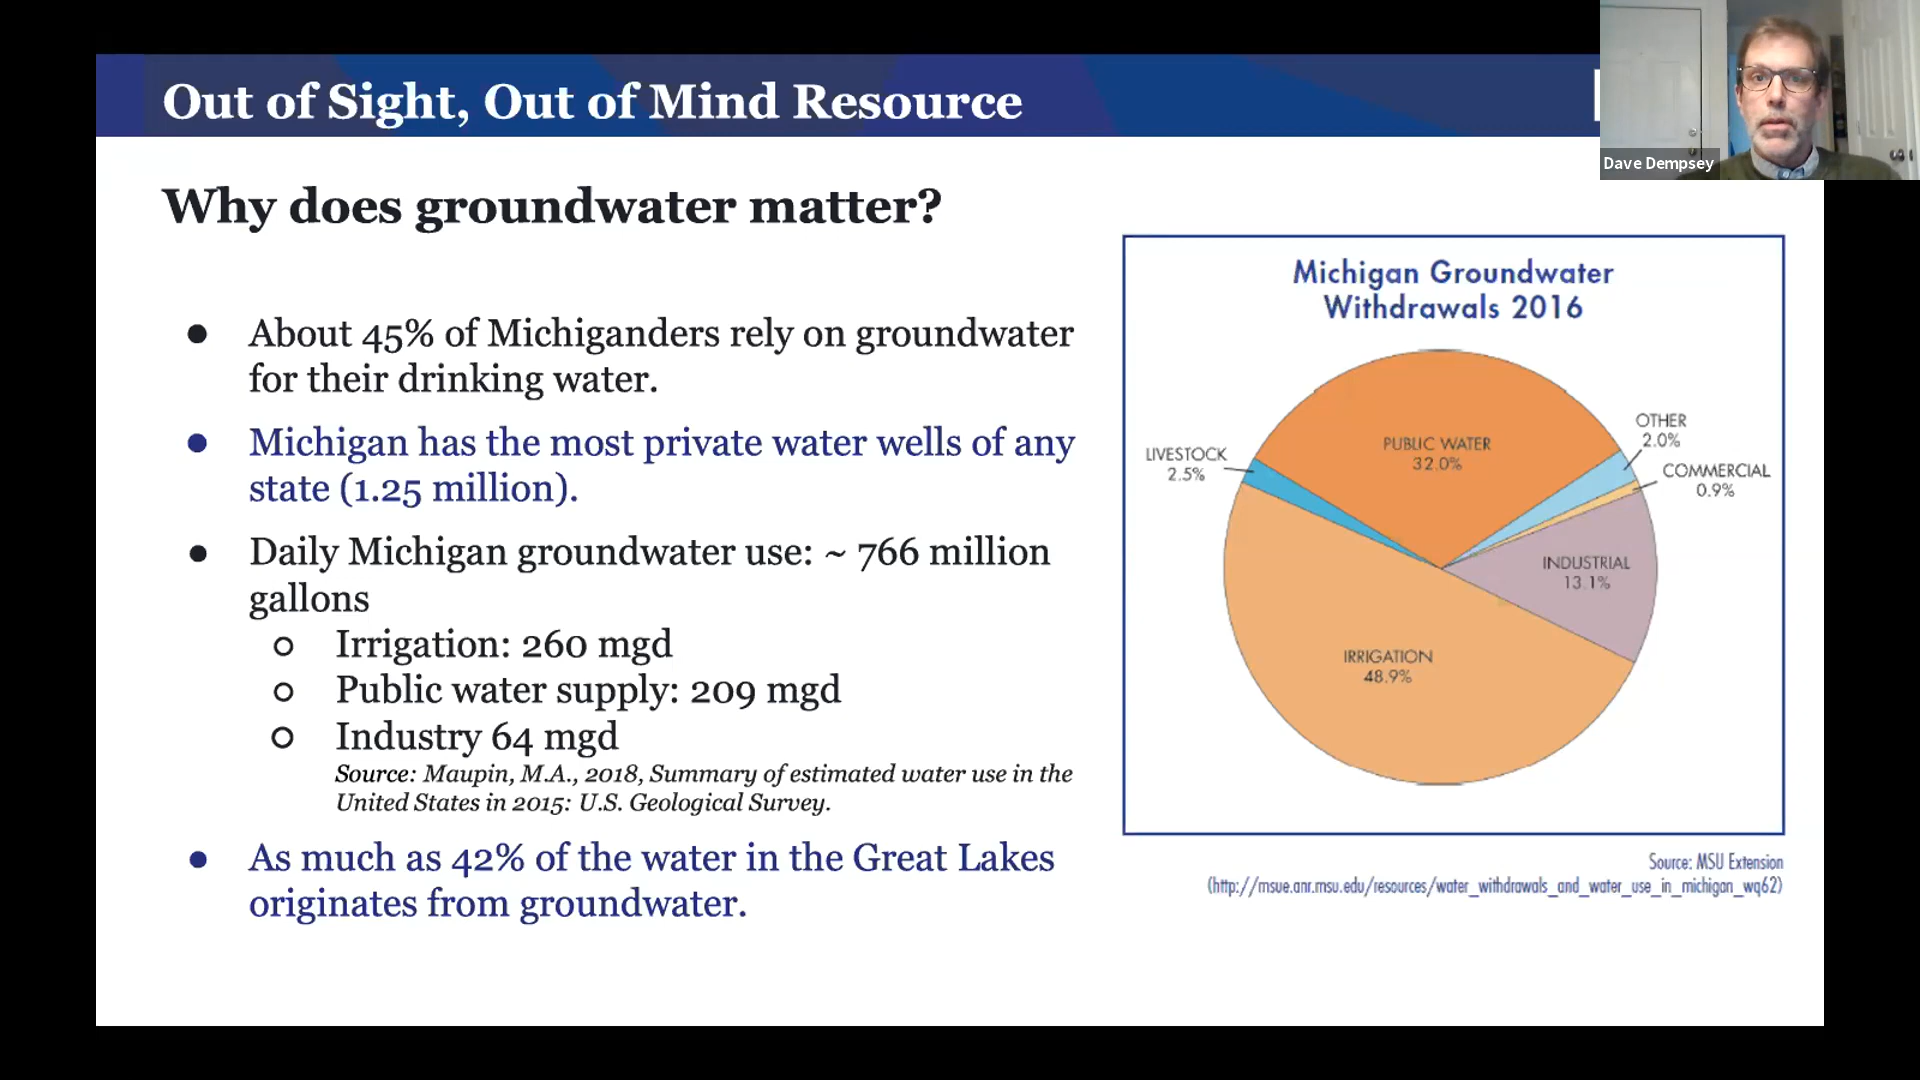 Out of Sight, Out of Mind Resource
Dave Dempsey
Why does groundwater matter?
● About 45% of Michiganders rely on groundwater
for their drinking water.
● Michigan has the most private water wells of any
state (1.25 million).
● Daily Michigan groundwater use: ~ 766 million
gallons
○ Irrigation: 260 mgd
○ Public water supply: 209 mgd
○ Industry 64 mgd
Source: Maupin, M.A., 2018, Summary of estimated water use in the
United States in 2015: U.S. Geological Survey.
● As much as 42% of the water in the Great Lakes
originates from groundwater.
Michigan Groundwater
Withdrawals 2016
PUBLIC WATER
32.0%
OTHER
2.0%
COMMERCIAL
0.9%
LIVESTOCK
2.5%
INDUSTRIAL
13.1%
IRRIGATION
48.9%
Source: MSU Extension
(http://msue.anr.msu.edu/resources/water_withdrawals_and_water_use_in_michigan_wq62)